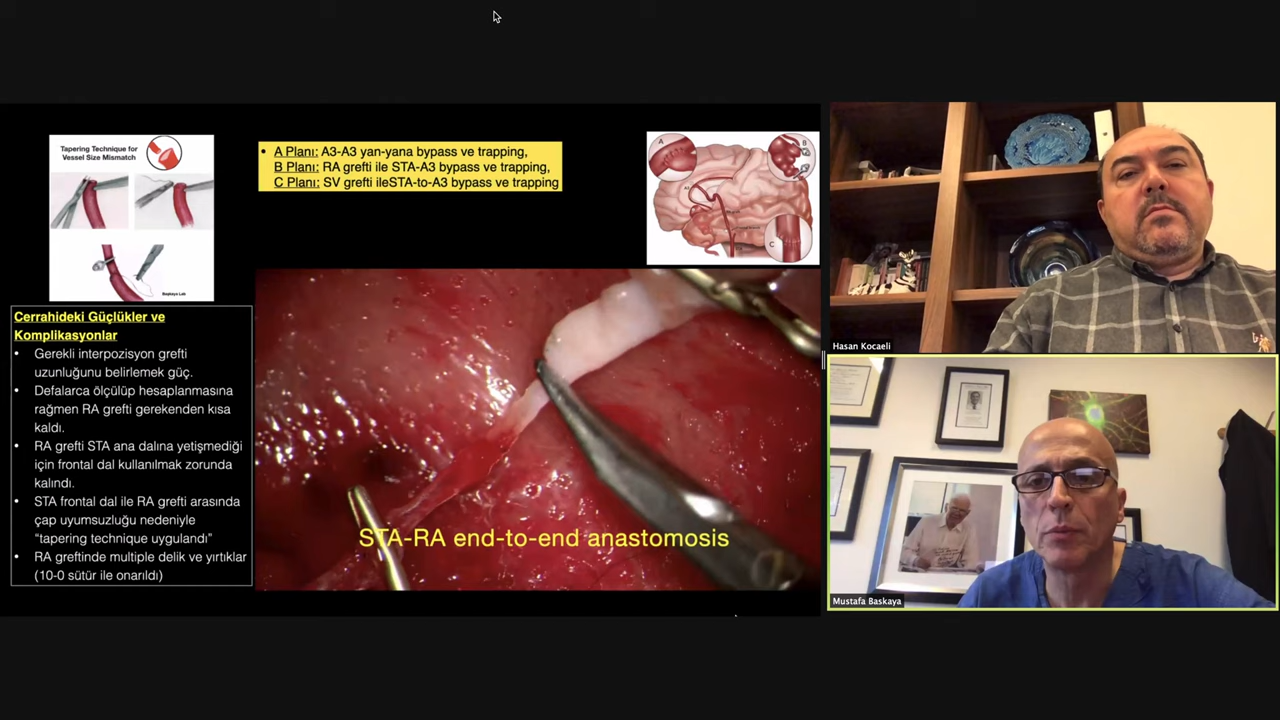 Tapering Technique for
Vessel Size Mismatch
Başkaya Lab
• A Planı: A3-A3 yan-yana bypass ve trapping,
B Planı: RA grefti ile STA-A3 bypass ve trapping,
C Planı: SV grefti ileSTA-to-A3 bypass ve trapping
A
B
C
Cerrahideki Güçlükler ve
Komplikasyonlar
• Gerekli interpozisyon grefti
uzunluğunu belirlemek güç.
• Defalarca ölçülüp hesaplanmasına
rağmen RA grefti gerekenden kısa
kaldı.
• RA grefti STA ana dalına yetişmediği
için frontal dal kullanılmak zorunda
kalındı.
• STA frontal dal ile RA grefti arasında
çap uyumsuzluğu nedeniyle
“tapering technique uygulandı”
• RA greftinde multiple delik ve yırtıklar
(10-0 sütür ile onarıldı)
STA-RA end-to-end anastomosis
Hasan Kocaeli
Mustafa Baskaya